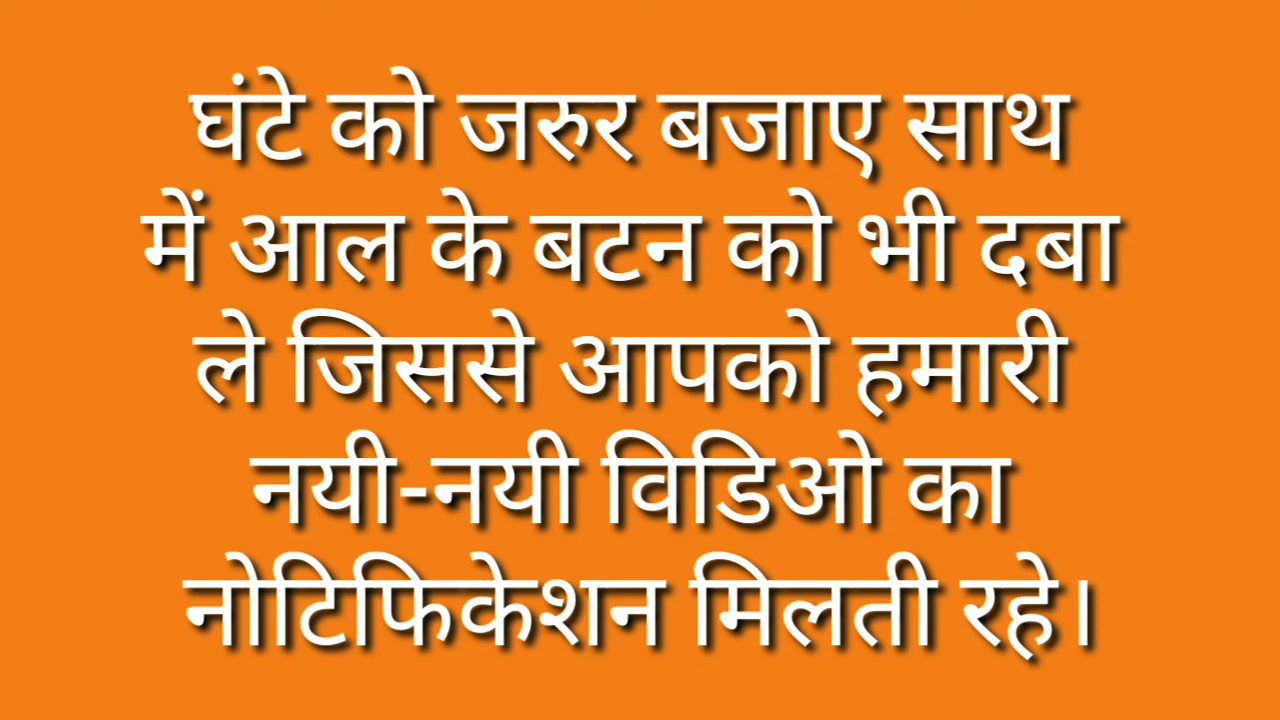 घंटे को जरुर बजाए साथ
में आल के बटन को भी दबा
ले जिससे आपको हमारी
नयी-नयी विडिओ का
नोटिफिकेशन मिलती रहे।